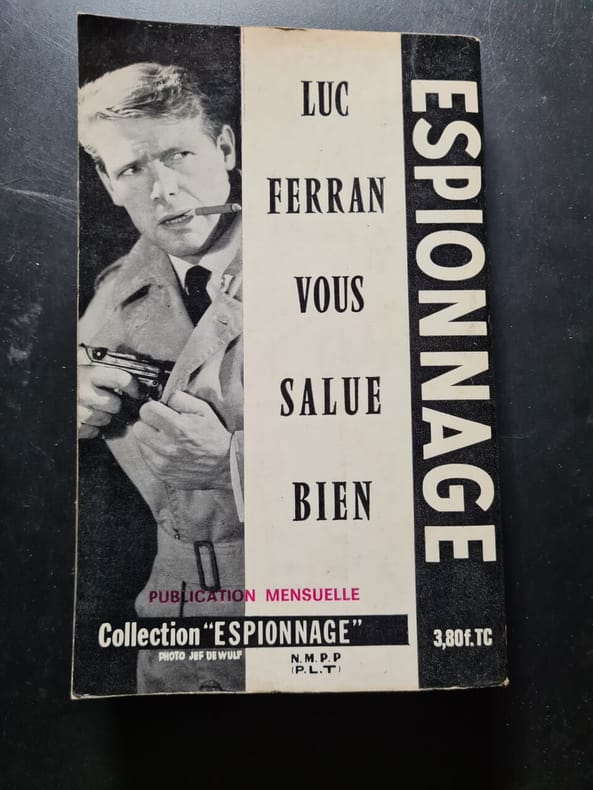 LUC
FERRAN
VOUS
SALUE
BIEN
ESPIONNAGE
PUBLICATION MENSUELLE
Collection "ESPIONNAGE"
3,80f.TC
PHOTO JEF DE WULF
N.M.P.P
(P.L.T)